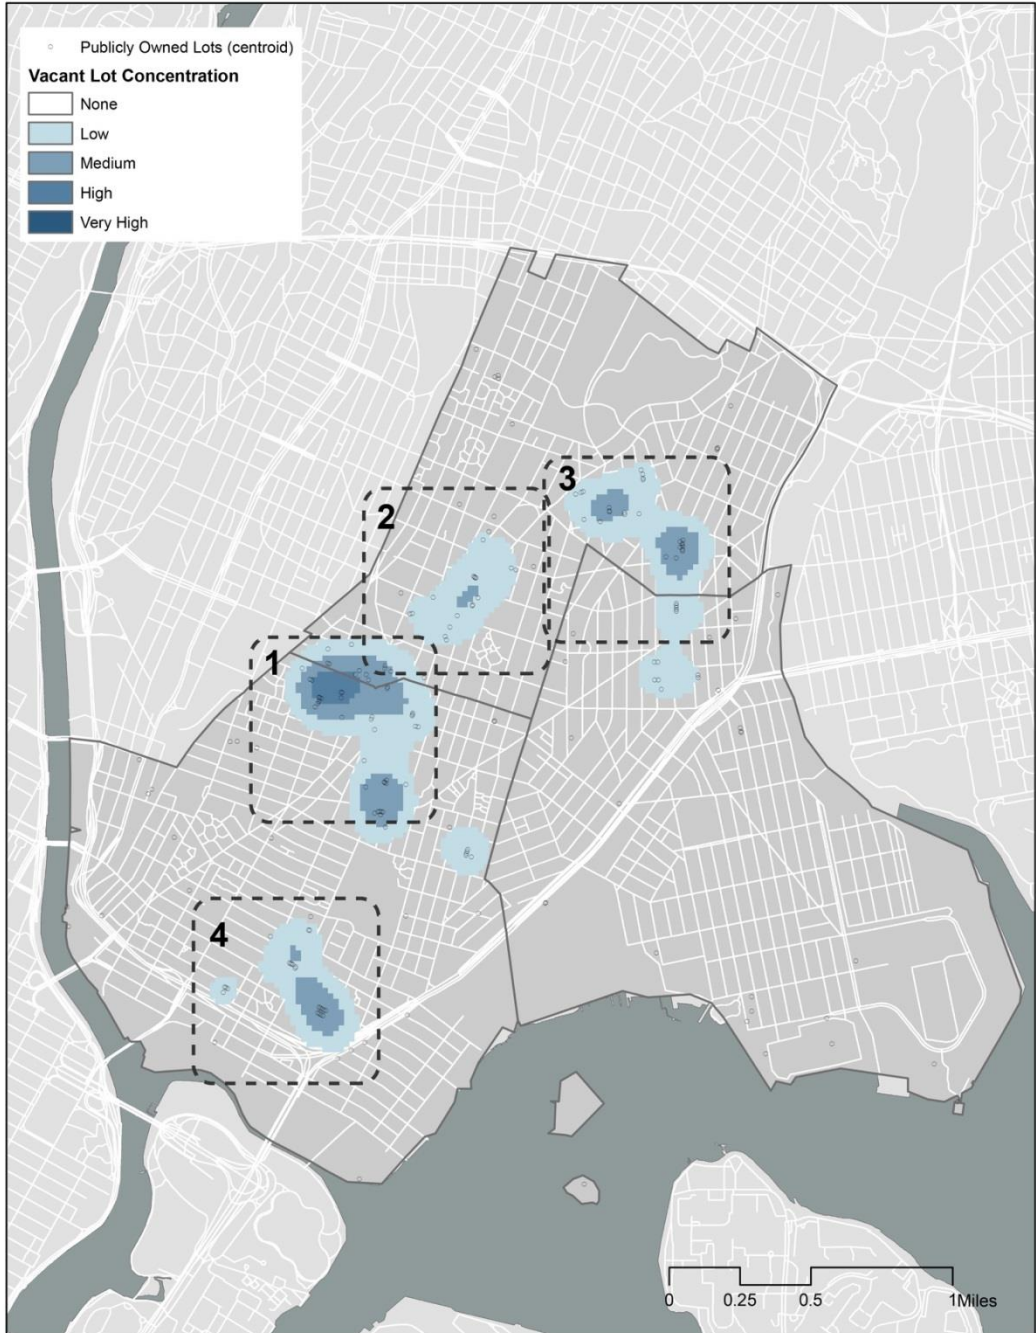 Publicly Owned Lots (centroid)
Vacant Lot Concentration
None
Low
Medium
High
Very High
3
2
1
4
0 0.25 0.5 1Miles